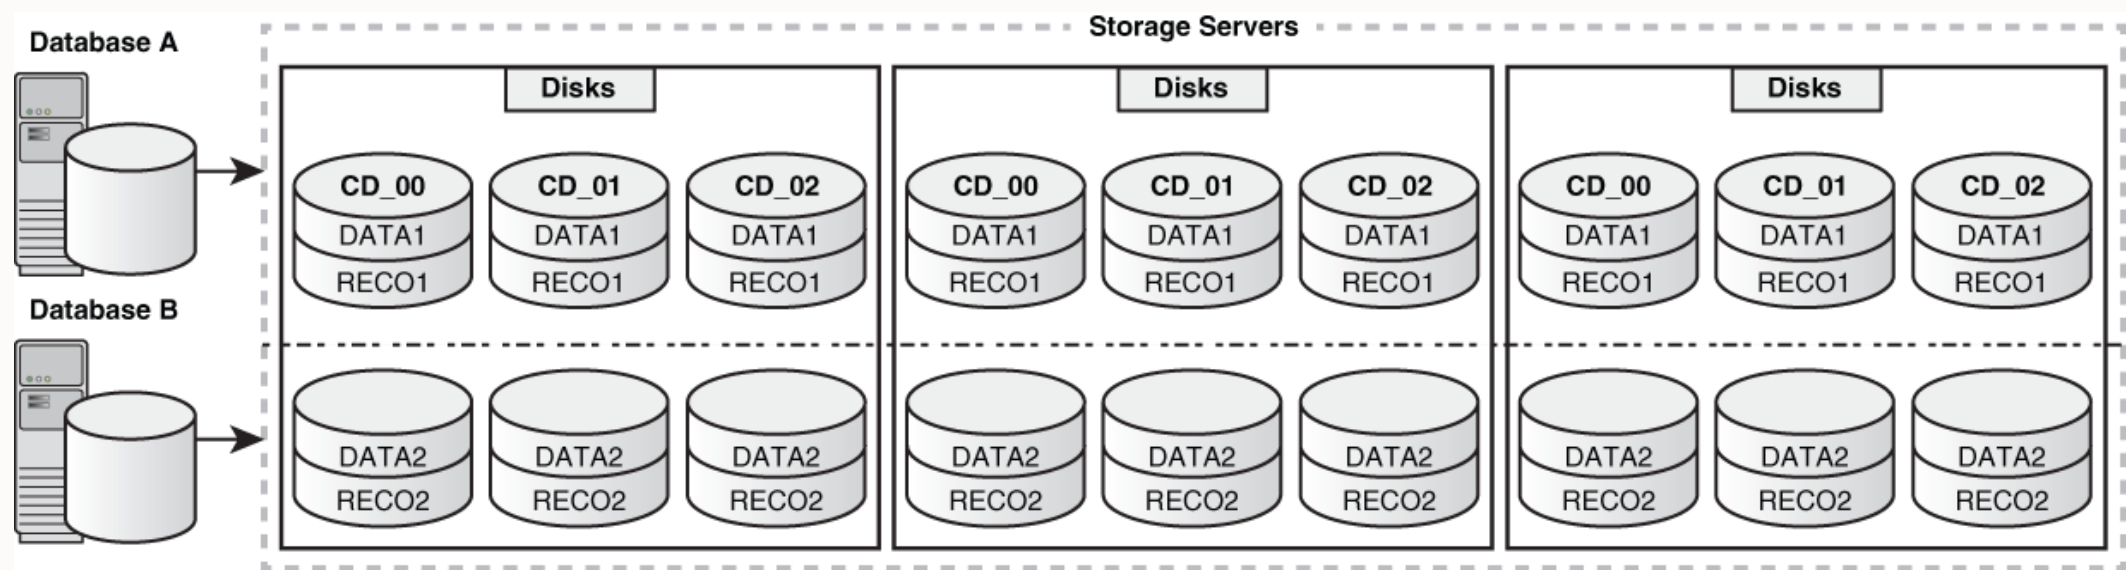 Storage Servers
Database A
Disks Disks Disks
CD_00 CD_01 CD_02 CD_00 CD_01 CD_02 CD_00 CD_01 CD_02
DATA1 DATA1 DATA1 DATA1 DATA1 DATA1 DATA1 DATA1 DATA1
RECO1 RECO1 RECO1 RECO1 RECO1 RECO1 RECO1 RECO1 RECO1
Database B
DATA2 DATA2 DATA2 DATA2 DATA2 DATA2 DATA2 DATA2 DATA2
RECO2 RECO2 RECO2 RECO2 RECO2 RECO2 RECO2 RECO2 RECO2